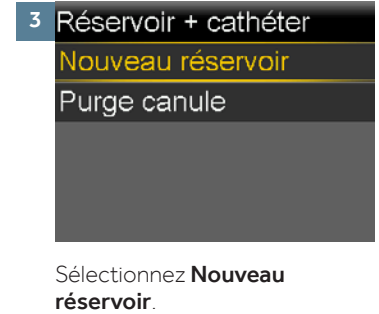 3
Réservoir + cathéter
Nouveau réservoir
Purge canule
Sélectionnez Nouveau
réservoir.